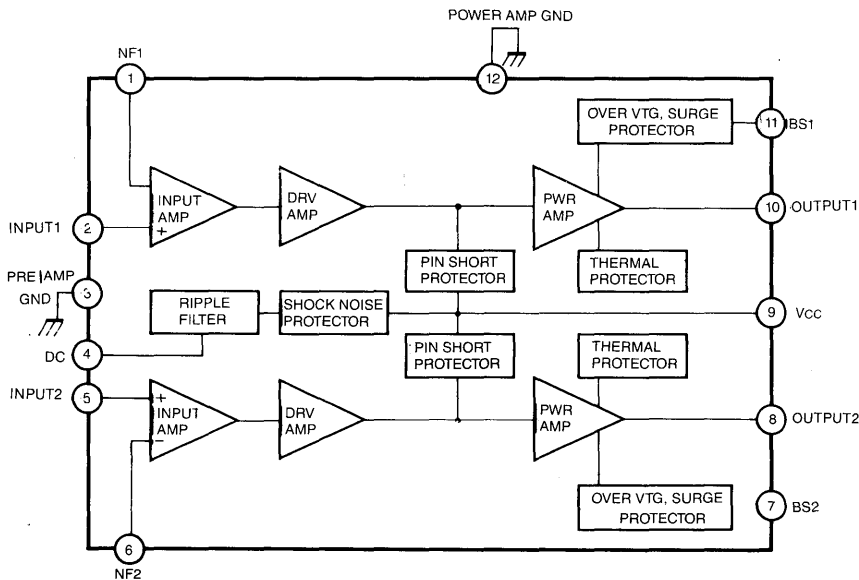 POWER AMP GND
NF1
1
12
OVER VTG, SURGE
PROTECTOR
11
BS1
INPUT
AMP
+
DRV
AMP
PWR
AMP
10
OUTPUT1
INPUT1
2
PIN SHORT
PROTECTOR
THERMAL
PROTECTOR
PRE AMP
GND
3
RIPPLE
FILTER
SHOCK NOISE
PROTECTOR
9
VCC
DC
4
PIN SHORT
PROTECTOR
THERMAL
PROTECTOR
INPUT2
5
+
INPUT
AMP
−
DRV
AMP
PWR
AMP
8
OUTPUT2
OVER VTG, SURGE
PROTECTOR
7
BS2
6
NF2